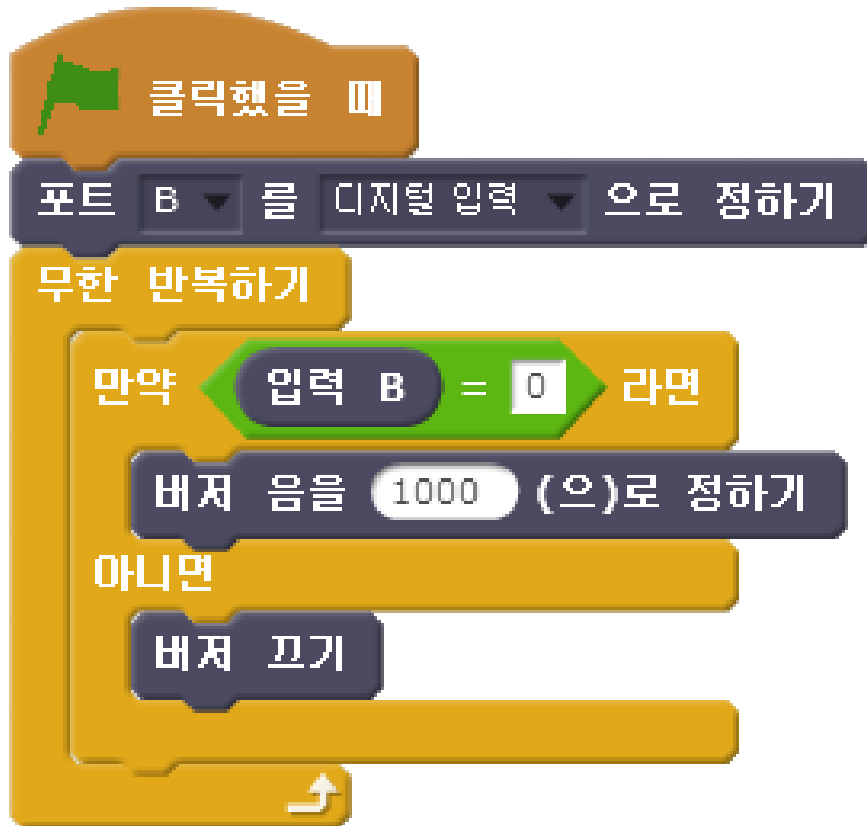 클릭했을 때
포트 B 를 디지털 입력 으로 정하기
무한 반복하기
만약 입력 B = 0 라면
버저 음을 1000 (으)로 정하기
아니면
버저 끄기